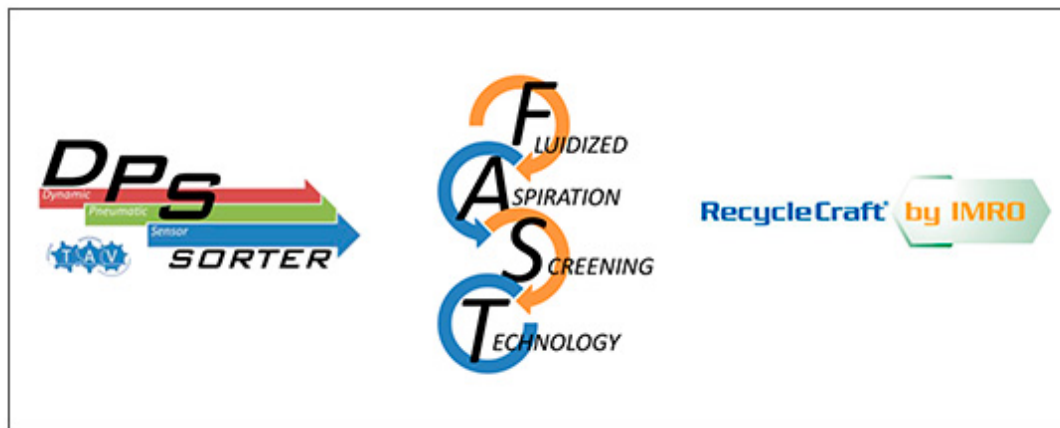 DPS
Dynamic
Pneumatic
Sensor
TAV
SORTER
FLUIDIZED
ASPIRATION
SCREENING
TECHNOLOGY
RecycleCraft® by IMRO